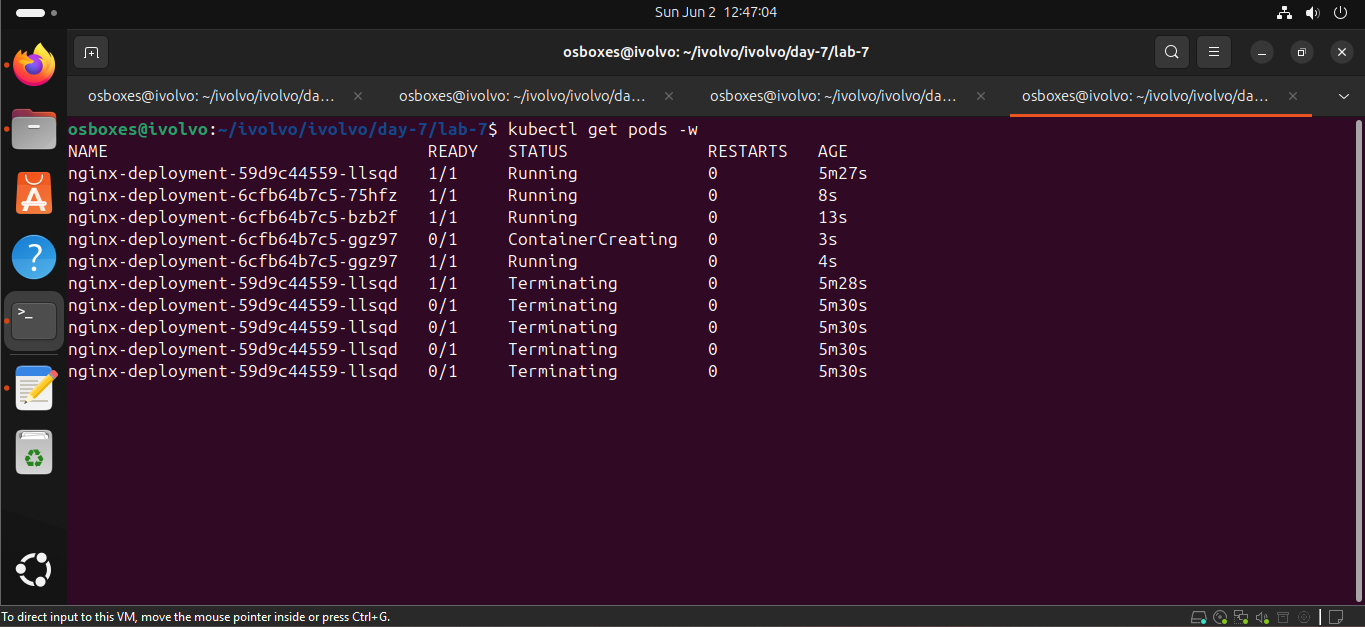 Sun Jun 2 12:47:04
osboxes@ivolvo: ~/ivolvo/ivolvo/day-7/lab-7
osboxes@ivolvo: ~/ivolvo/ivolvo/da...
osboxes@ivolvo: ~/ivolvo/ivolvo/da...
osboxes@ivolvo: ~/ivolvo/ivolvo/da...
osboxes@ivolvo: ~/ivolvo/ivolvo/da...
osboxes@ivolvo:~/ivolvo/ivolvo/day-7/lab-7$ kubectl get pods -w
NAME READY STATUS RESTARTS AGE
nginx-deployment-59d9c44559-llsqd 1/1 Running 0 5m27s
nginx-deployment-6cfb64b7c5-75hfz 1/1 Running 0 8s
nginx-deployment-6cfb64b7c5-bzb2f 1/1 Running 0 13s
nginx-deployment-6cfb64b7c5-ggz97 0/1 ContainerCreating 0 3s
nginx-deployment-6cfb64b7c5-ggz97 1/1 Running 0 4s
nginx-deployment-59d9c44559-llsqd 1/1 Terminating 0 5m28s
nginx-deployment-59d9c44559-llsqd 0/1 Terminating 0 5m30s
nginx-deployment-59d9c44559-llsqd 0/1 Terminating 0 5m30s
nginx-deployment-59d9c44559-llsqd 0/1 Terminating 0 5m30s
nginx-deployment-59d9c44559-llsqd 0/1 Terminating 0 5m30s
To direct input to this VM, move the mouse pointer inside or press Ctrl+G.